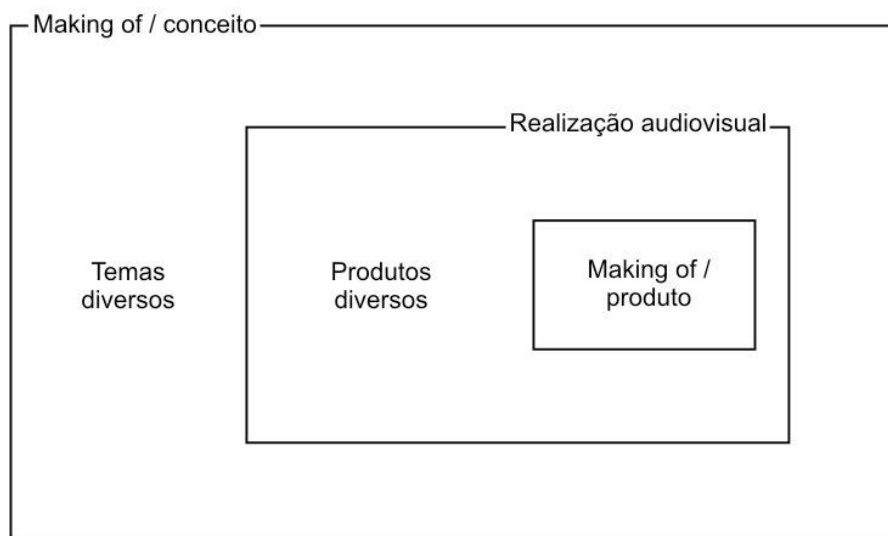 Making of / conceito
Realização audiovisual
Temas
diversos
Produtos
diversos
Making of /
produto